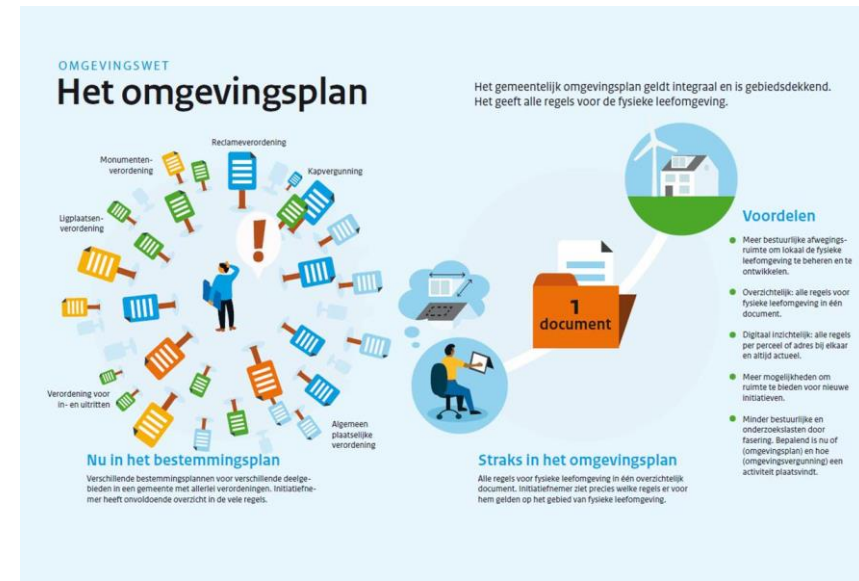 OMGEVINGSWET
Het omgevingsplan
Het gemeentelijk omgevingsplan geldt integraal en is gebiedsdekkend.
Het geeft alle regels voor de fysieke leefomgeving.
Reclameverordening
Monumenten-
verordening
Kapvergunning
Ligplaatsen-
verordening
Verordening voor
in- en uitritten
Algemeen
plaatselijke
verordening
!
Nu in het bestemmingsplan
Verschillende bestemmingsplannen voor verschillende deelge-
bieden in een gemeente met allerlei verordeningen. Initiatiefne-
mer heeft onvoldoende overzicht in de vele regels.
1
document
Straks in het omgevingsplan
Alle regels voor fysieke leefomgeving in één overzichtelijk
document. Initiatiefnemer ziet precies welke regels er voor
hem gelden op het gebied van fysieke leefomgeving.
Voordelen
Meer bestuurlijke afwegings-
ruimte om lokaal de fysieke
leefomgeving te beheren en te
ontwikkelen.
Overzichtelijk: alle regels voor
fysieke leefomgeving in één
document.
Digitaal inzichtelijk: alle regels
per perceel of adres bij elkaar
en altijd actueel.
Meer mogelijkheden om
ruimte te bieden voor nieuwe
initiatieven.
Minder bestuurlijke en
onderzoekslasten door
fasering. Bepalend is nu of
(omgevingsplan) en hoe
(omgevingsvergunning) een
activiteit plaatsvindt.